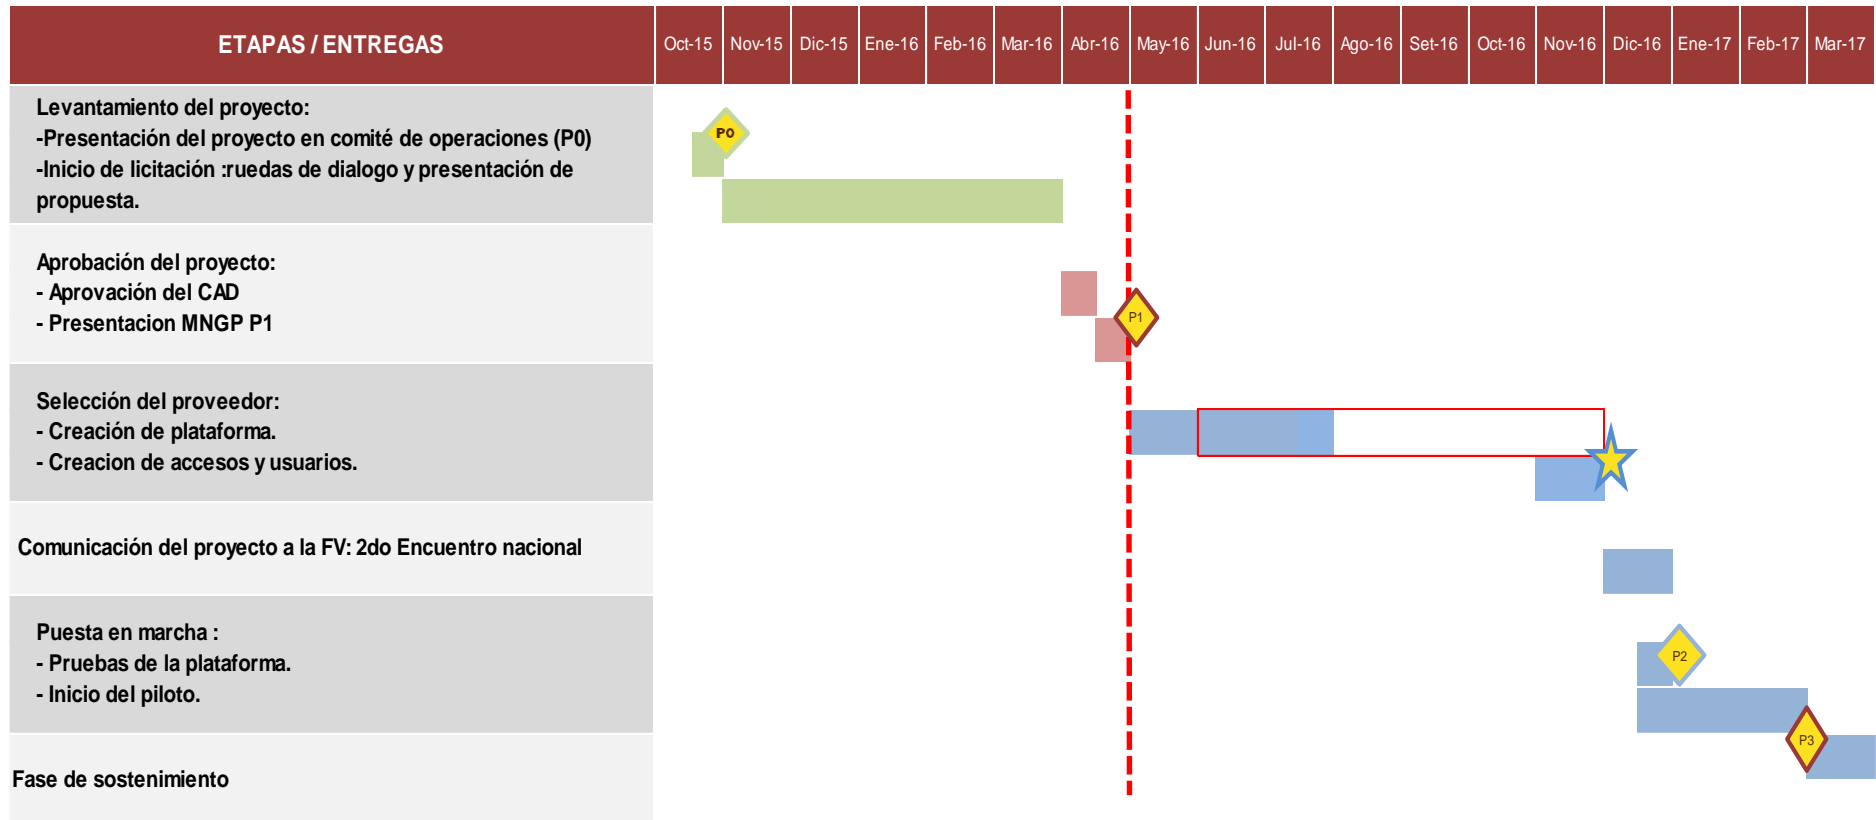 ETAPAS / ENTREGAS
Oct-15 Nov-15 Dic-15 Ene-16 Feb-16 Mar-16 Abr-16 May-16 Jun-16 Jul-16 Ago-16 Set-16 Oct-16 Nov-16 Dic-16 Ene-17 Feb-17 Mar-17
Levantamiento del proyecto:
-Presentación del proyecto en comité de operaciones (P0)
-Inicio de licitación :ruedas de dialogo y presentación de
propuesta.
P0
Aprobación del proyecto:
- Aprovación del CAD
- Presentacion MNGP P1
P1
Selección del proveedor:
- Creación de plataforma.
- Creacion de accesos y usuarios.
Comunicación del proyecto a la FV: 2do Encuentro nacional
Puesta en marcha :
- Pruebas de la plataforma.
- Inicio del piloto.
P2
P3
Fase de sostenimiento